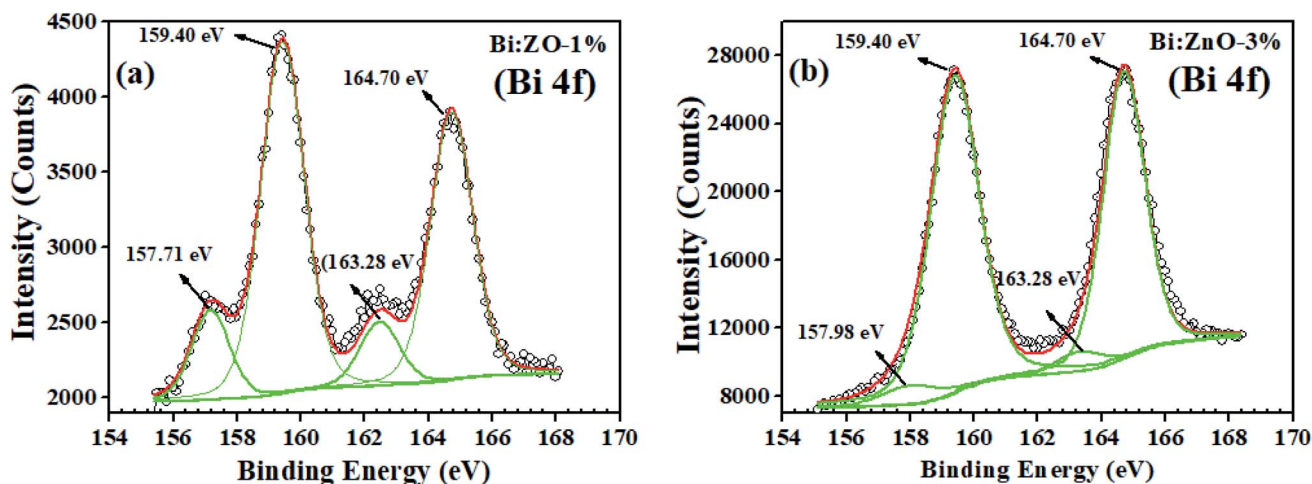 Bi:ZO-1%
(a)
(Bi 4f)
159.40 eV
164.70 eV
157.71 eV
(163.28 eV
5000
4500
4000
3500
3000
2500
2000
Intensity (Counts)
154 156 158 160 162 164 166 168 170
Binding Energy (eV)
Bi:ZnO-3%
(b)
(Bi 4f)
159.40 eV
164.70 eV
163.28 eV
157.98 eV
28000
24000
20000
16000
12000
8000
Intensity (Counts)
154 156 158 160 162 164 166 168 170
Binding Energy (eV)